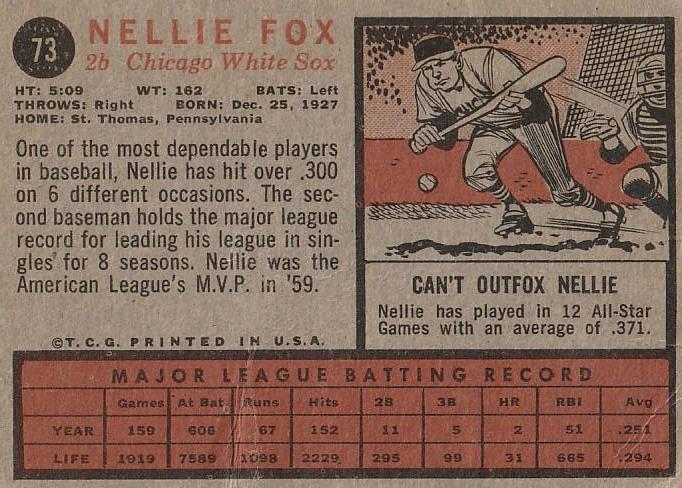 73
NELLIE FOX
2b Chicago White Sox
HT: 5:09 WT: 162 BATS: Left
THROWS: Right BORN: Dec. 25, 1927
HOME: St. Thomas, Pennsylvania
One of the most dependable players
in baseball, Nellie has hit over .300
on 6 different occasions. The sec-
ond baseman holds the major league
record for leading his league in sin-
gles for 8 seasons. Nellie was the
American League's M.V.P. in '59.
©T.C.G. PRINTED IN U.S.A.
CAN'T OUTFOX NELLIE
Nellie has played in 12 All-Star
Games with an average of .371.
MAJOR LEAGUE BATTING RECORD
Games At Bat Runs Hits 2B 3B HR RBI Avg
YEAR 159 606 67 152 11 5 2 51 .251
LIFE 1919 7589 1098 2229 295 99 31 665 .294